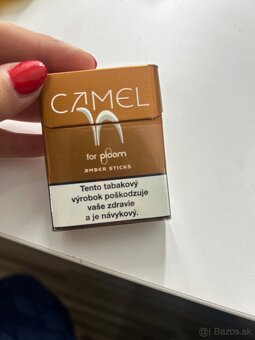 CAMEL
for ploom
AMBER STICKS
Tento tabakový
výrobok poškodzuje
vaše zdravie
a je návykový.
Bazos.sk